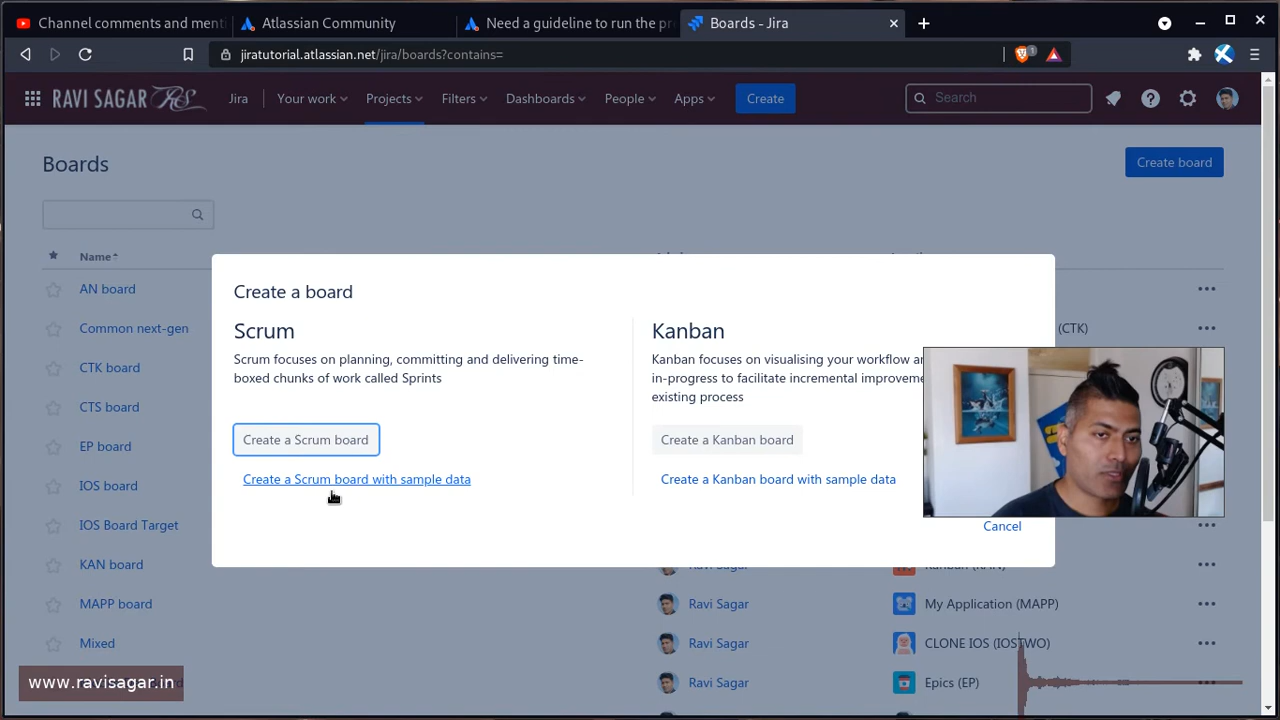 Channel comments and ment
Atlassian Community
Need a guideline to run the pr
Boards - Jira
jiratutorial.atlassian.net/jira/boards?contains=
1
RAVI SAGAR RS
Jira
Your work
Projects
Filters
Dashboards
People
Apps
Create
Search
Boards
Create board
Name
AN board
Common next-gen
(CTK)
CTK board
CTS board
EP board
IOS board
IOS Board Target
KAN board
MAPP board
Ravi Sagar
My Application (MAPP)
Mixed
Ravi Sagar
CLONE IOS (IOSTWO)
Ravi Sagar
Epics (EP)
Create a board
Scrum
Scrum focuses on planning, committing and delivering time-
boxed chunks of work called Sprints
Create a Scrum board
Create a Scrum board with sample data
Kanban
Kanban focuses on visualising your workflow an
in-progress to facilitate incremental improveme
existing process
Create a Kanban board
Create a Kanban board with sample data
Cancel
www.ravisagar.in